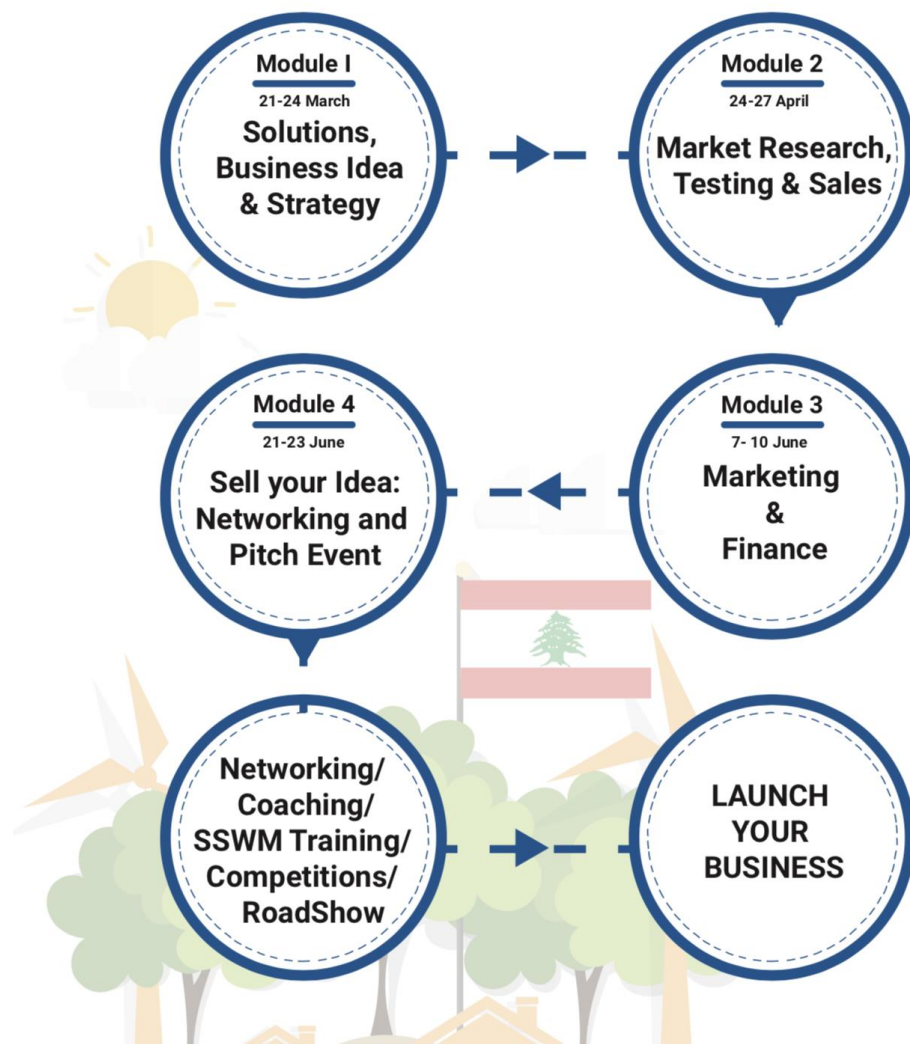 Module I
21-24 March
Solutions,
Business Idea
& Strategy
Module 2
24-27 April
Market Research,
Testing & Sales
Module 3
7- 10 June
Marketing
&
Finance
Module 4
21-23 June
Sell your Idea:
Networking and
Pitch Event
Networking/
Coaching/
SSWM Training/
Competitions/
RoadShow
LAUNCH
YOUR
BUSINESS